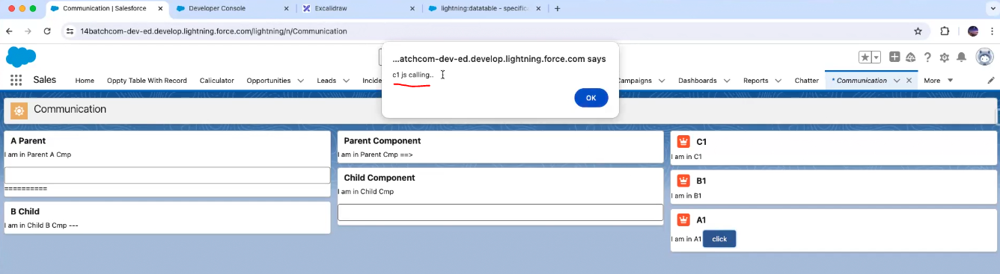 Communication | Salesforce
Developer Console
Excalidraw
lightning:datatable - specific
14batchcom-dev-ed.develop.lightning.force.com/lightning/n/Communication
...atchcom-dev-ed.develop.lightning.force.com says
c1 js calling..
OK
Sales Home Oppty Table With Record Calculator Opportunities Leads Incide ampaigns Dashboards Reports Chatter * Communication More
Communication
A Parent
I am in Parent A Cmp
==========
B Child
I am in Child B Cmp ---
Parent Component
I am in Parent Cmp ==>
Child Component
I am in Child Cmp
C1
I am in C1
B1
I am in B1
A1
I am in A1 click